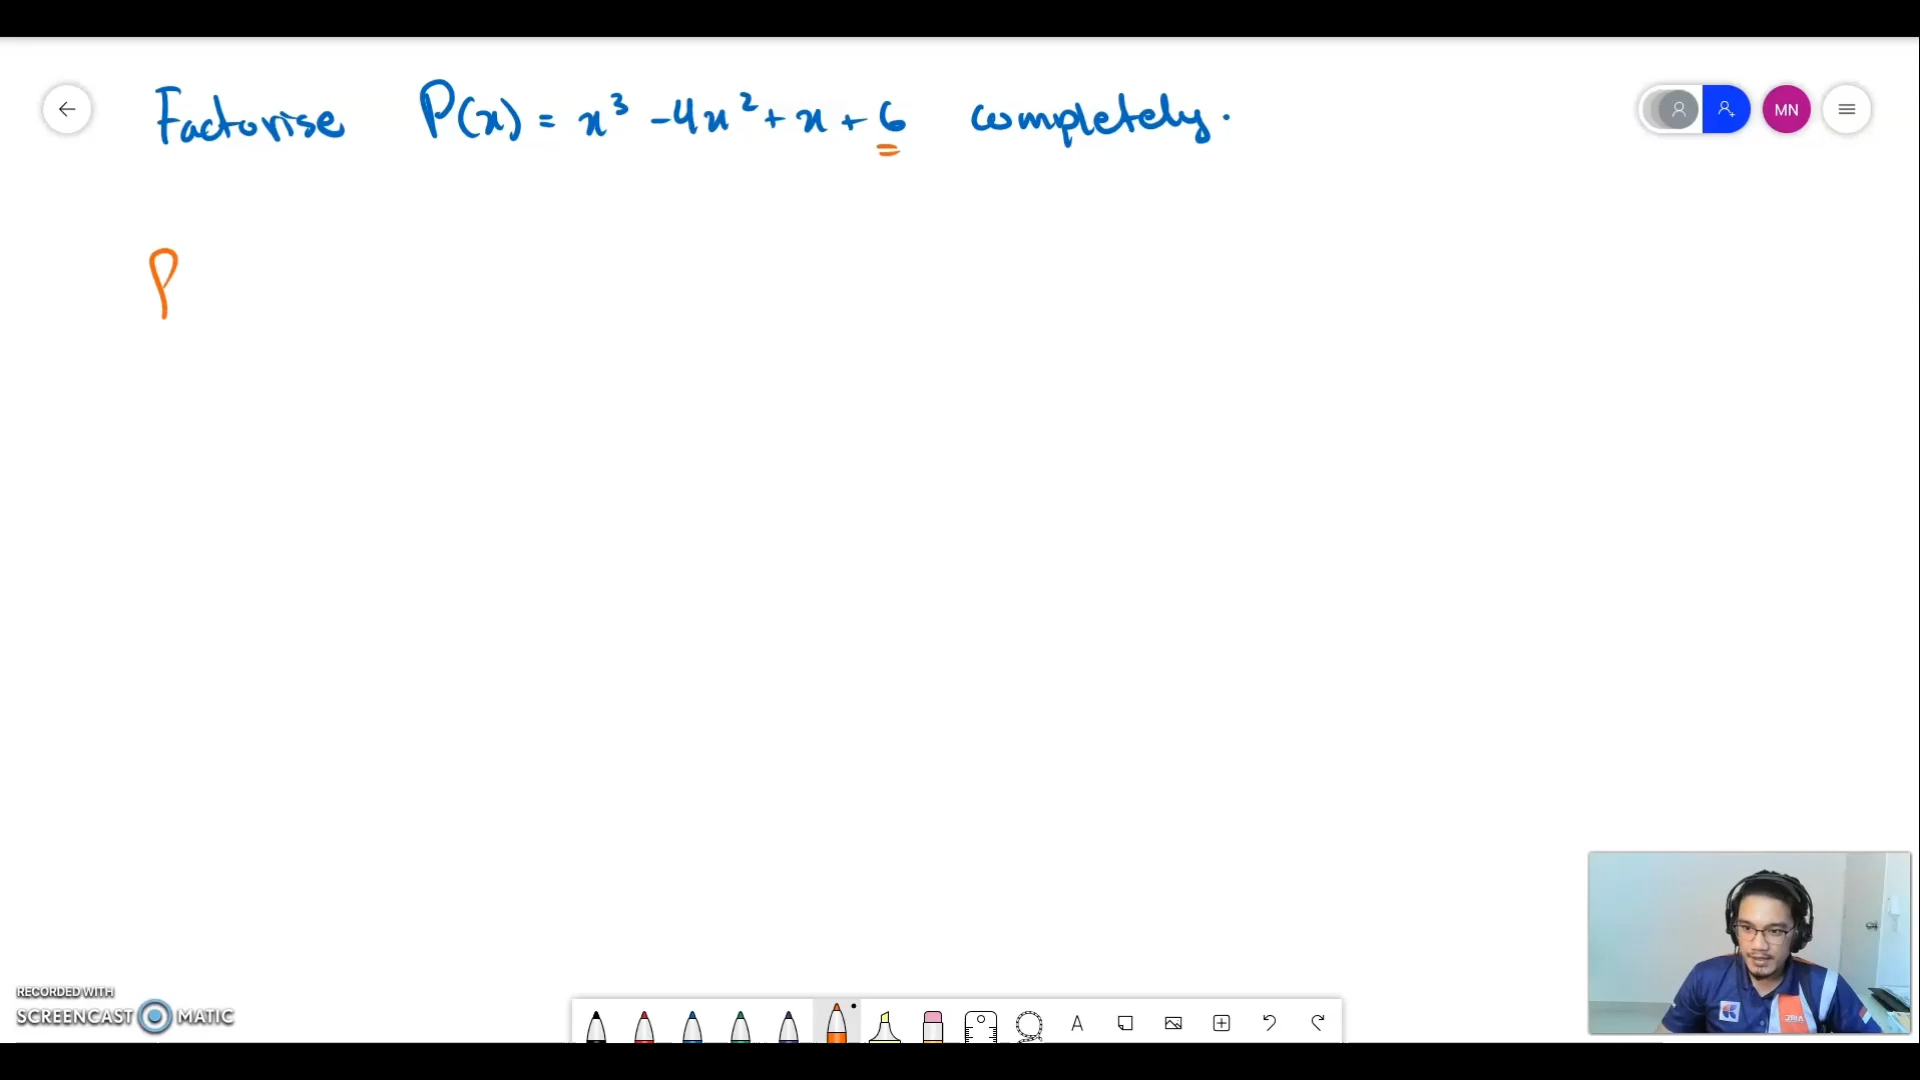 Factorise P(x) = x³ - 4x² + x + 6 completely.
MN
P
RECORDED WITH
SCREENCAST MATIC
A